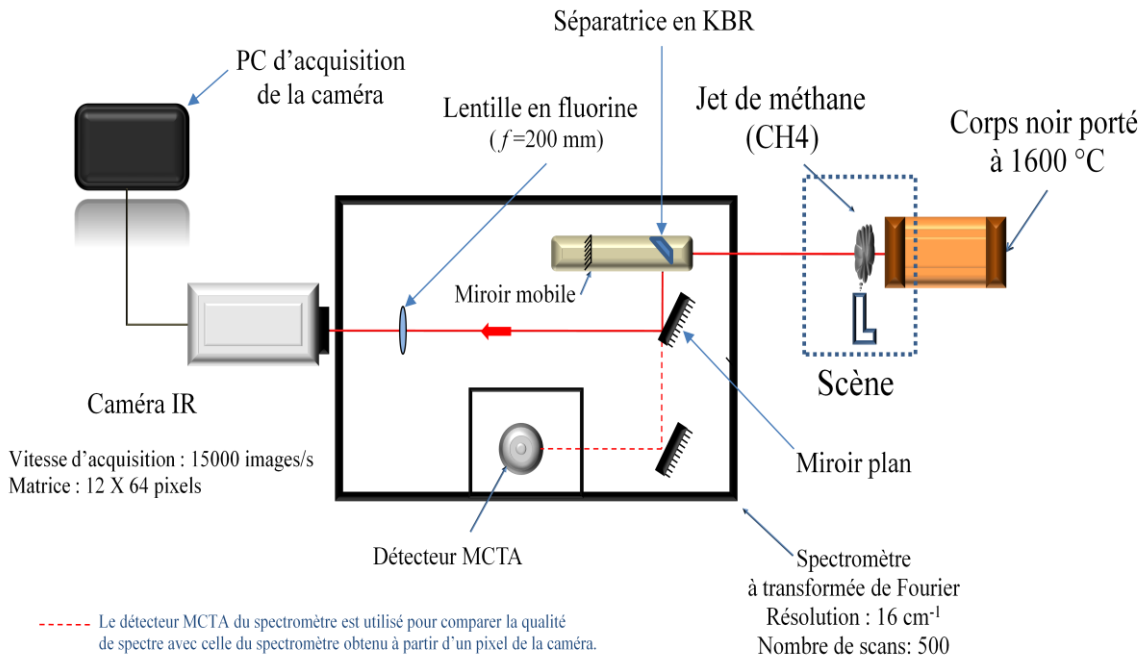 Séparatrice en KBR
PC d’acquisition
de la caméra
Lentille en fluorine
( f =200 mm)
Jet de méthane
(CH4)
Corps noir porté
à 1600 °C
Miroir mobile
Scène
Caméra IR
Vitesse d’acquisition : 15000 images/s
Matrice : 12 X 64 pixels
Miroir plan
Détecteur MCTA
Spectromètre
à transformée de Fourier
Résolution : 16 cm-1
Nombre de scans: 500
Le détecteur MCTA du spectromètre est utilisé pour comparer la qualité
de spectre avec celle du spectromètre obtenu à partir d’un pixel de la caméra.